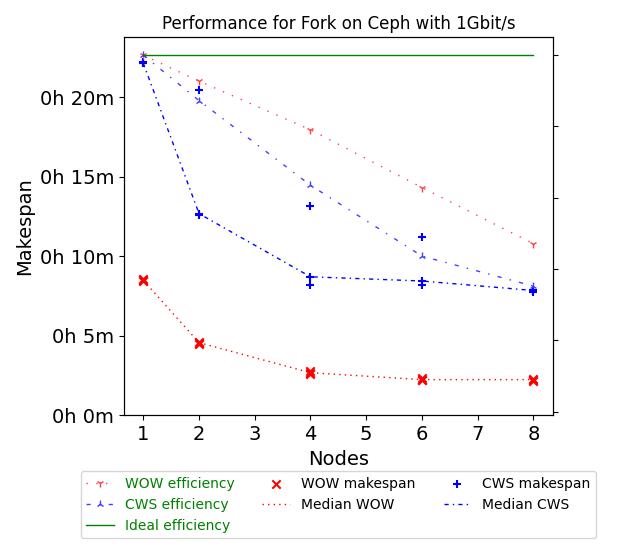 Performance for Fork on Ceph with 1Gbit/s
0h 20m
0h 15m
0h 10m
0h 5m
0h 0m
Makespan
1 2 3 4 5 6 7 8
Nodes
WOW efficiency WOW makespan CWS makespan
CWS efficiency Median WOW Median CWS
Ideal efficiency